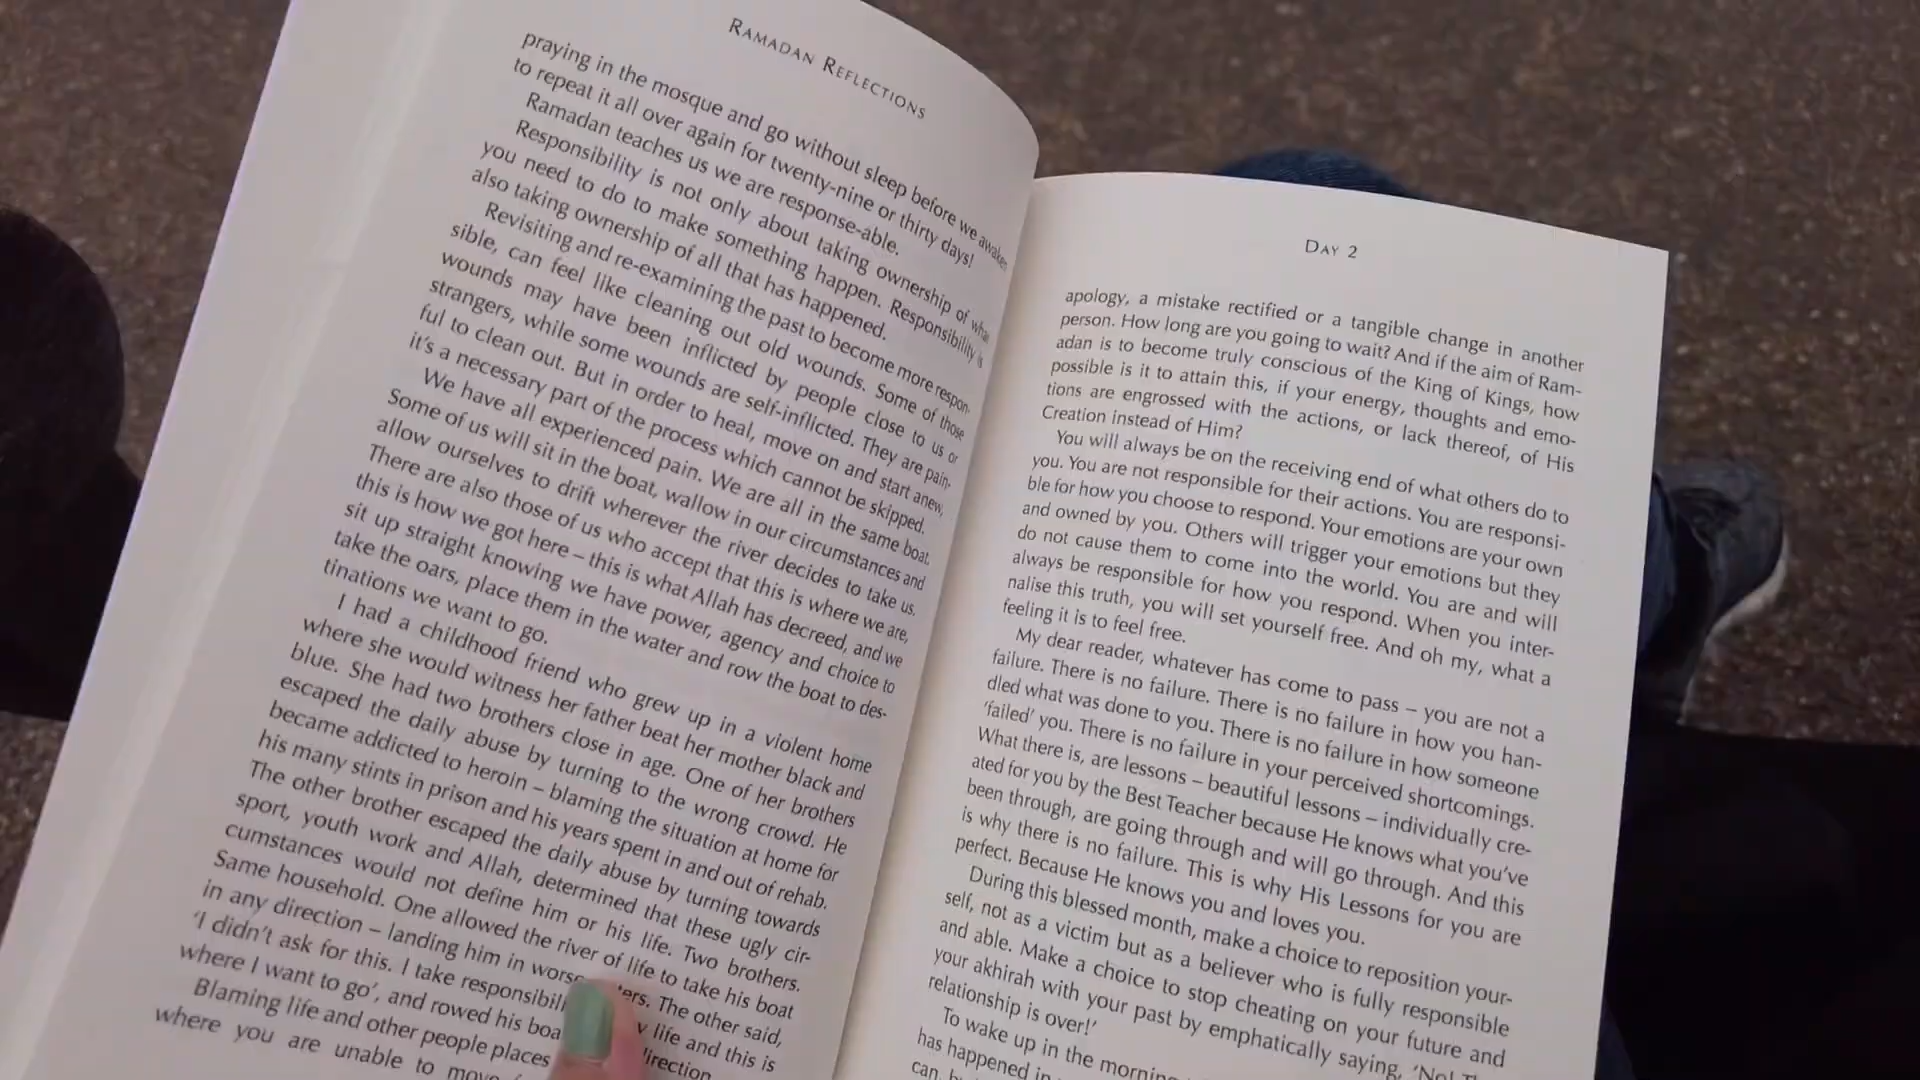 RAMADAN REFLECTIONS
praying in the mosque and go without sleep before we awaken
to repeat it all over again for twenty-nine or thirty days!
Ramadan teaches us we are response-able.
Responsibility is not only about taking ownership of what
you need to do to make something happen. Responsibility is
also taking ownership of all that has happened.
Revisiting and re-examining the past to become more respon-
sible, can feel like cleaning out old wounds. Some of those
wounds may have been inflicted by people close to us or
strangers, while some wounds are self-inflicted. They are pain-
ful to clean out. But in order to heal, move on and start anew,
it's a necessary part of the process which cannot be skipped.
We have all experienced pain. We are all in the same boat.
Some of us will sit in the boat, wallow in our circumstances and
allow ourselves to drift wherever the river decides to take us.
There are also those of us who accept that this is where we are,
this is how we got here – this is what Allah has decreed, and we
sit up straight knowing we have power, agency and choice to
take the oars, place them in the water and row the boat to des-
tinations we want to go.
I had a childhood friend who grew up in a violent home
where she would witness her father beat her mother black and
blue. She had two brothers close in age. One of her brothers
escaped the daily abuse by turning to the wrong crowd. He
became addicted to heroin – blaming the situation at home for
his many stints in prison and his years spent in and out of rehab.
The other brother escaped the daily abuse by turning towards
sport, youth work and Allah, determined that these ugly cir-
cumstances would not define him or his life. Two brothers.
Same household. One allowed the river of life to take his boat
in any direction – landing him in worse The other said,
'I didn't ask for this. I take life and this is
where I want to go', and rowed his direction
Blaming life and other people places
where you are unable to
DAY 2
apology, a mistake rectified or a tangible change in another
person. How long are you going to wait? And if the aim of Ram-
adan is to become truly conscious of the King of Kings, how
possible is it to attain this, if your energy, thoughts and emo-
tions are engrossed with the actions, or lack thereof, of His
Creation instead of Him?
You will always be on the receiving end of what others do to
you. You are not responsible for their actions. You are responsi-
ble for how you choose to respond. Your emotions are your own
and owned by you. Others will trigger your emotions but they
do not cause them to come into the world. You are and will
always be responsible for how you respond. When you inter-
nalise this truth, you will set yourself free. And oh my, what a
feeling it is to feel free.
My dear reader, whatever has come to pass – you are not a
failure. There is no failure. There is no failure in how you han-
dled what was done to you. There is no failure in how someone
'failed' you. There is no failure in your perceived shortcomings.
What there is, are lessons – beautiful lessons – individually cre-
ated for you by the Best Teacher because He knows what you've
been through, are going through and will go through. And this
is why there is no failure. This is why His Lessons for you are
perfect. Because He knows you and loves you.
During this blessed month, make a choice to reposition your-
self, not as a victim but as a believer who is fully responsible
and able. Make a choice to stop cheating on your future and
your akhirah with your past by emphatically saying, 'No!
relationship is over!'
To wake up in the morning
has happened in
can,